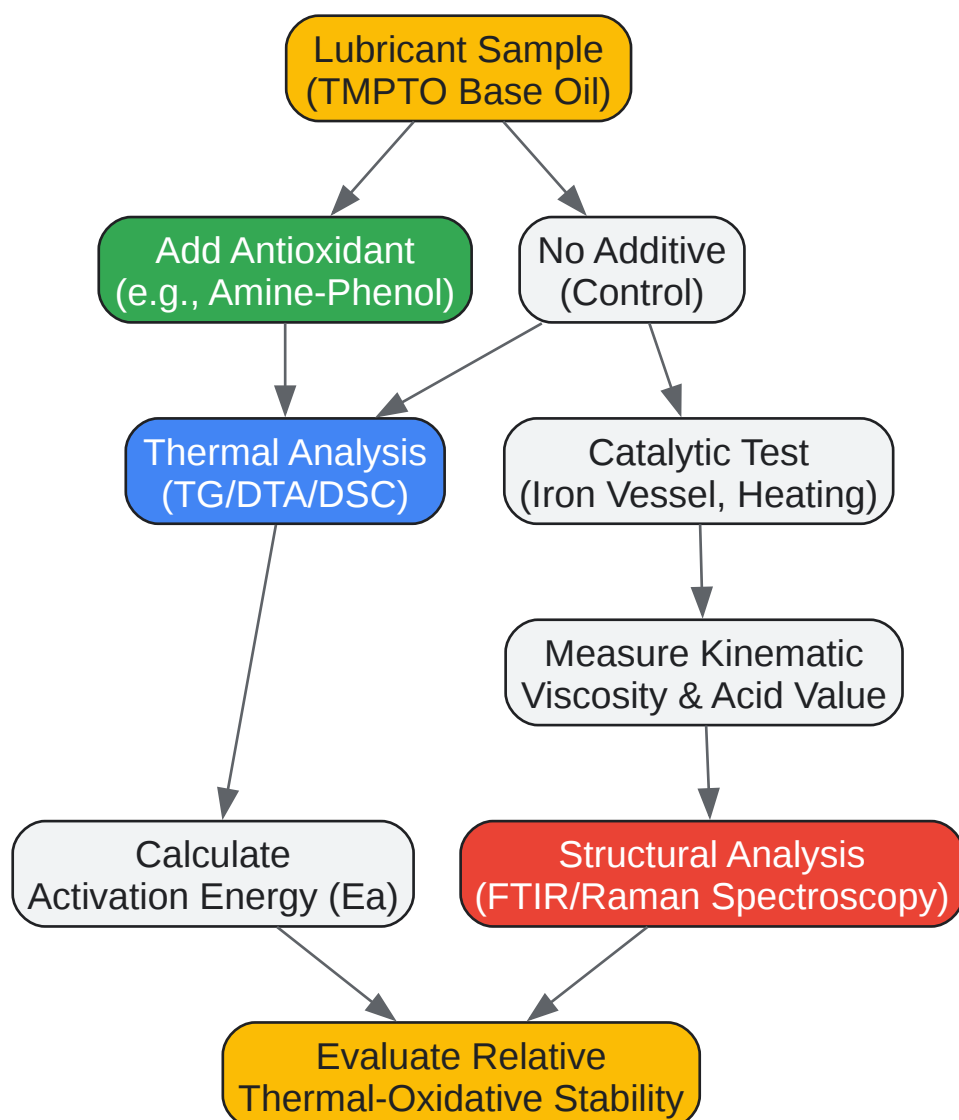 Lubricant Sample
(TMPTO Base Oil)
Add Antioxidant
(e.g., Amine-Phenol)
No Additive
(Control)
Thermal Analysis
(TG/DTA/DSC)
Catalytic Test
(Iron Vessel, Heating)
Measure Kinematic
Viscosity & Acid Value
Calculate
Activation Energy (Ea)
Structural Analysis
(FTIR/Raman Spectroscopy)
Evaluate Relative
Thermal-Oxidative Stability